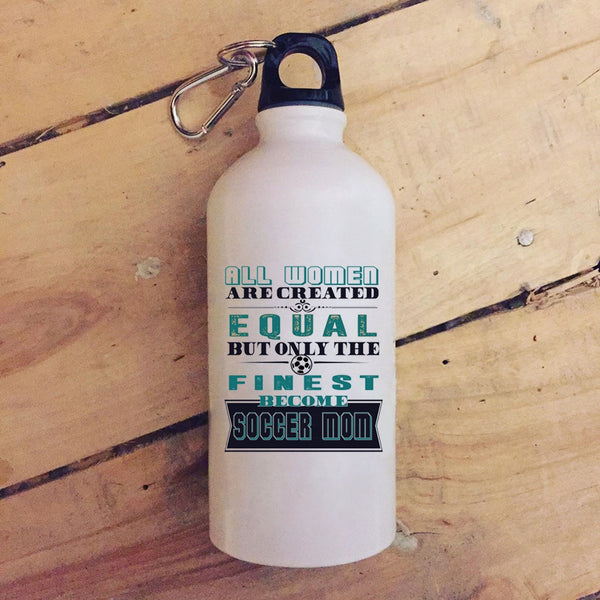 ALL WOMEN
ARE CREATED
EQUAL
BUT ONLY THE
FINEST
BECOME
SOCCER MOM